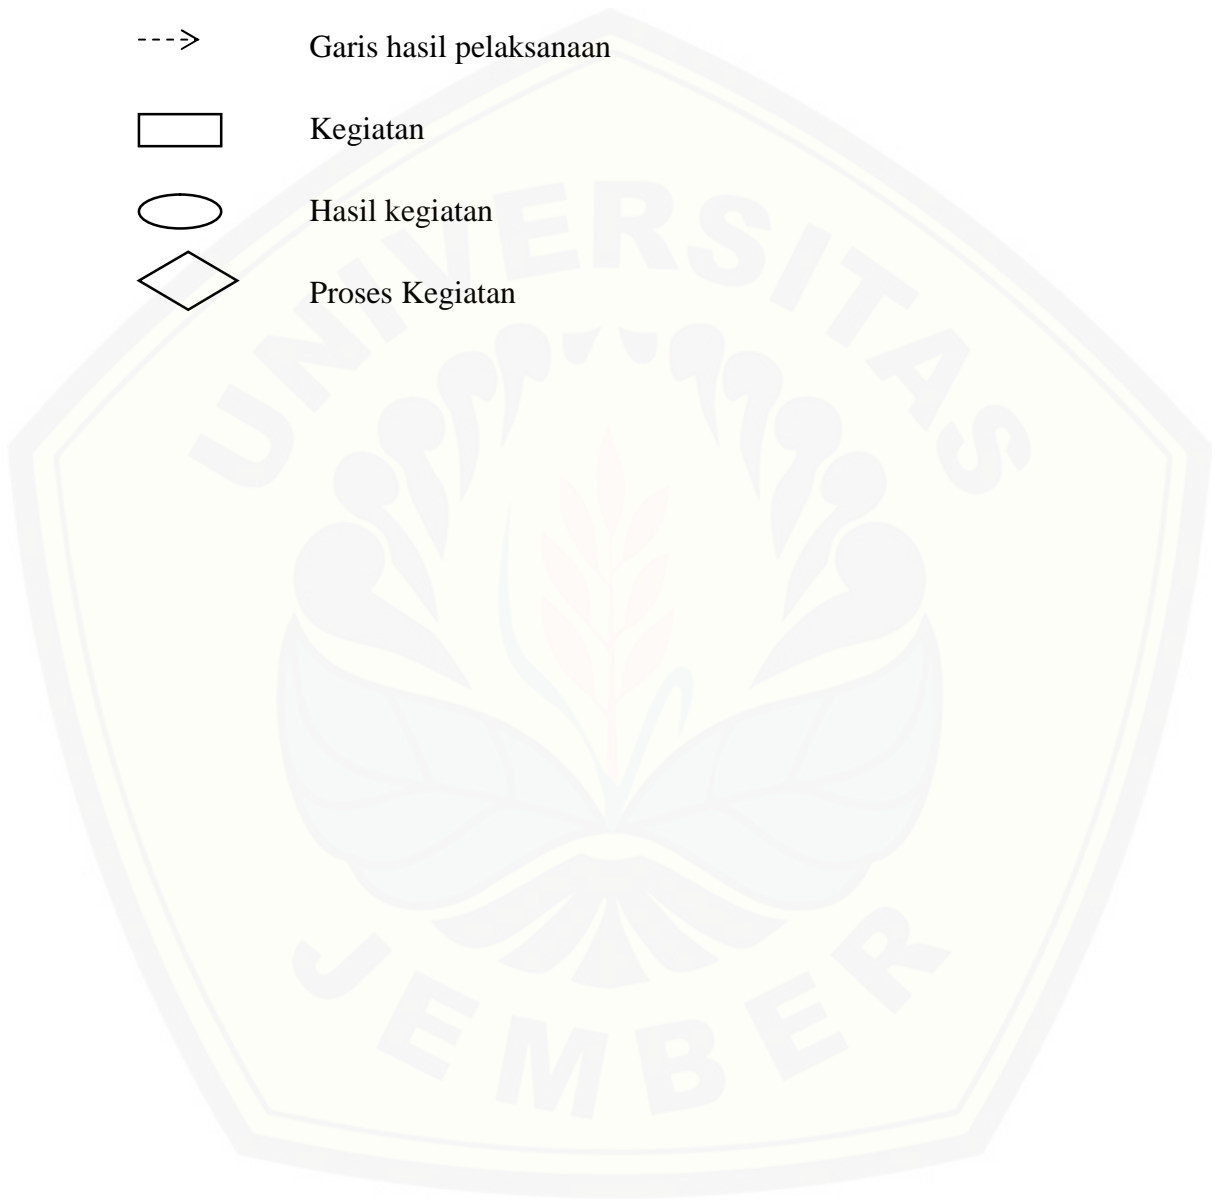 Garis hasil pelaksanaan
Kegiatan
Hasil kegiatan
Proses Kegiatan
UNIVERSITAS
JEMBER